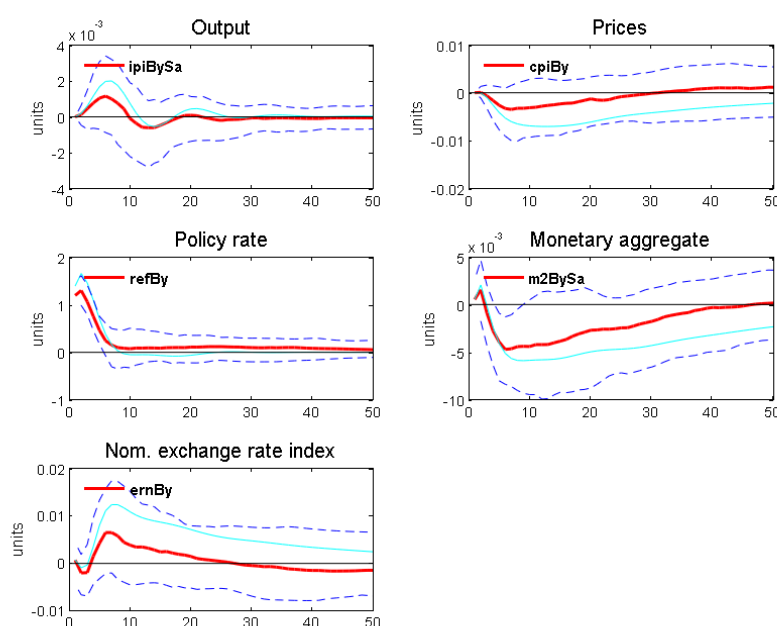 Output
x 10⁻³
4
2
0
-2
-4
units
ipiBySa
0 10 20 30 40 50
Prices
0.01
0
-0.01
-0.02
units
cpiBy
0 10 20 30 40 50
Policy rate
2
1
0
-1
units
refBy
0 10 20 30 40 50
Monetary aggregate
x 10⁻³
5
0
-5
-10
units
m2BySa
0 10 20 30 40 50
Nom. exchange rate index
0.02
0.01
0
-0.01
units
ernBy
0 10 20 30 40 50